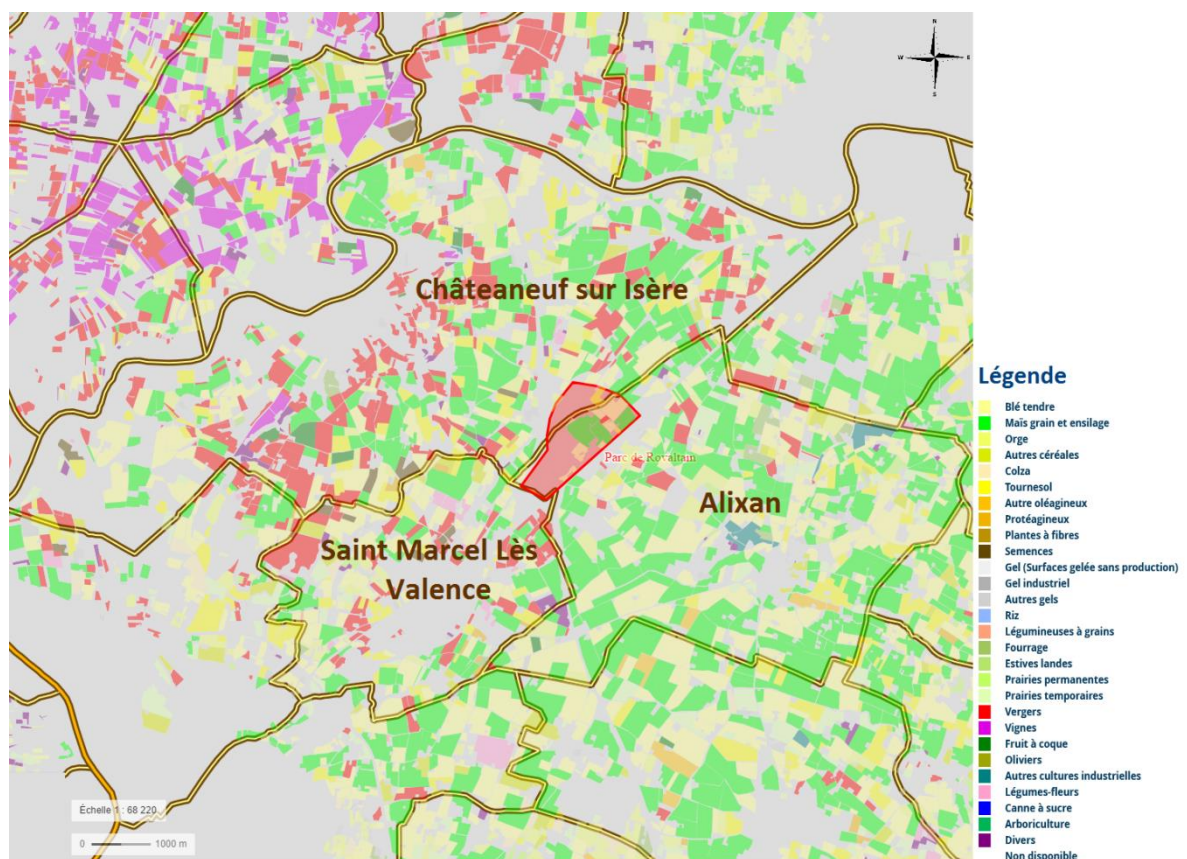 N
W
E
S
Châteaneuf sur Isère
Parc de Rovaltain
Alixan
Saint Marcel Lès
Valence
Échelle 1 : 68 220
0
1000 m
Légende
Blé tendre
Maïs grain et ensilage
Orge
Autres céréales
Colza
Tournesol
Autre oléagineux
Protéagineux
Plantes à fibres
Semences
Gel (Surfaces gelée sans production)
Gel industriel
Autres gels
Riz
Légumineuses à grains
Fourrage
Estives landes
Prairies permanentes
Prairies temporaires
Vergers
Vignes
Fruit à coque
Oliviers
Autres cultures industrielles
Légumes-fleurs
Canne à sucre
Arboriculture
Divers
Non disponible